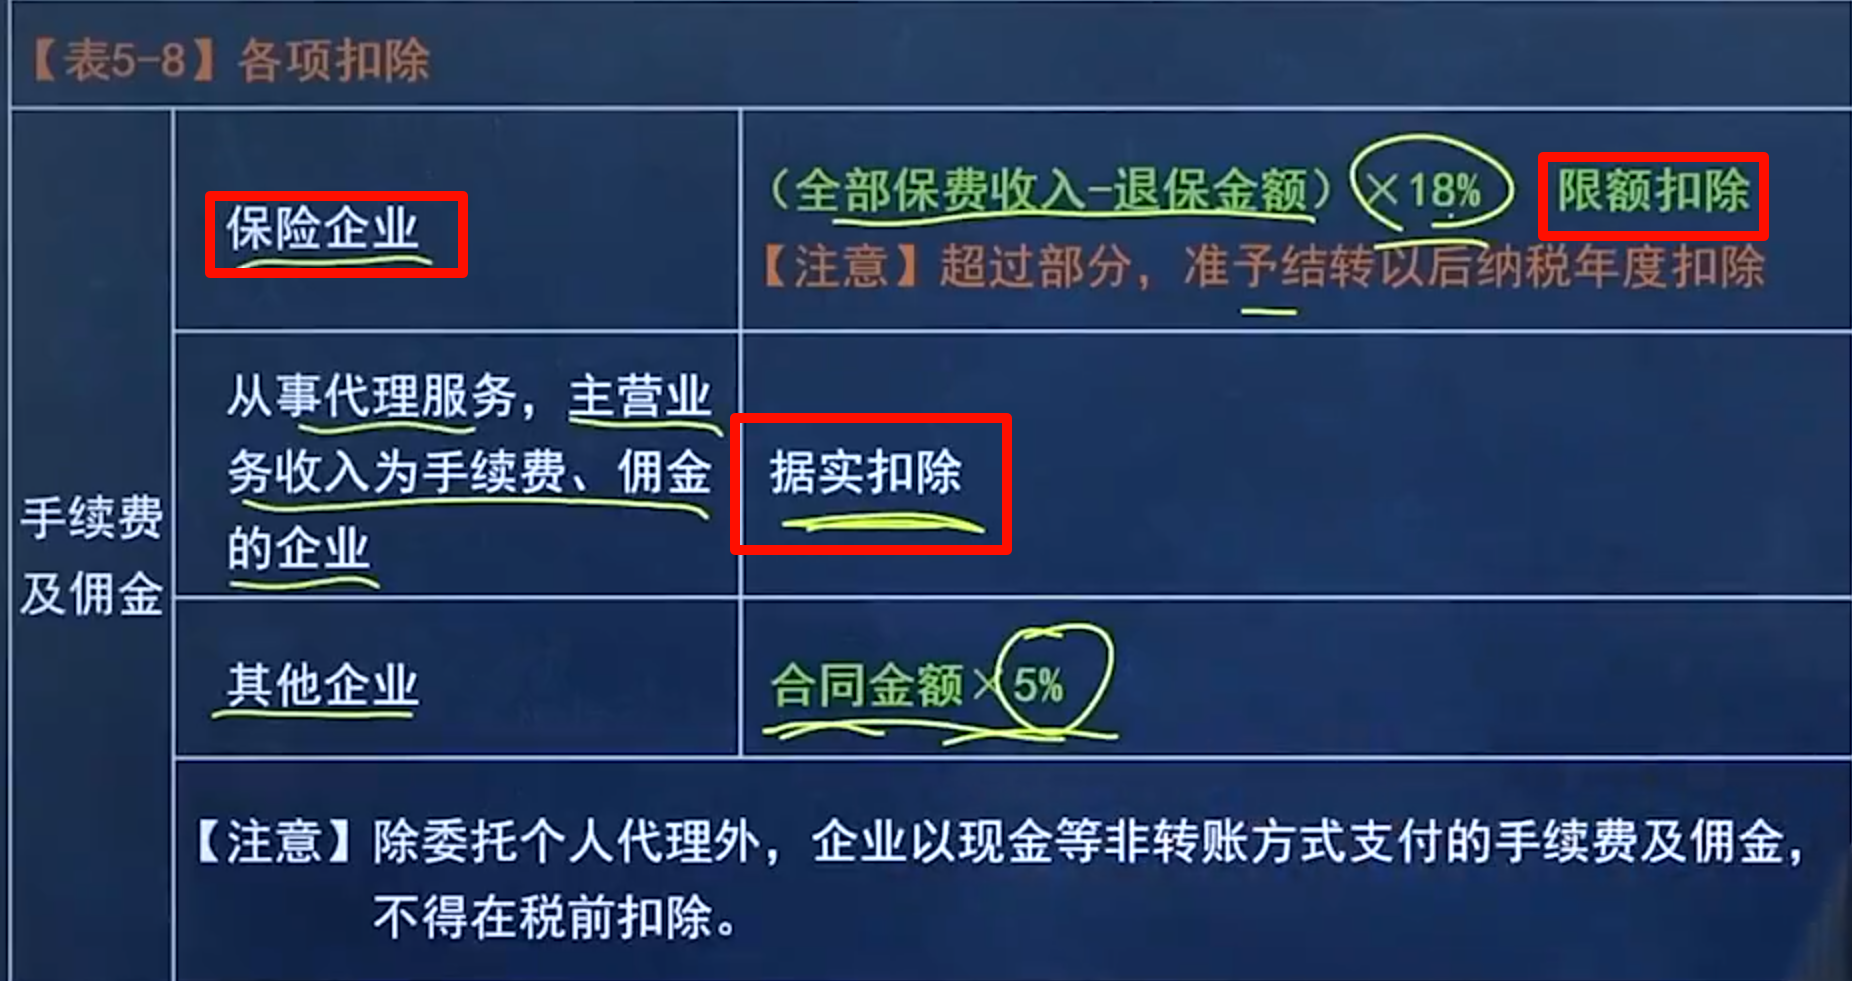 【表5-8】各项扣除
手续费
及佣金
保险企业
（全部保费收入-退保金额）×18% 限额扣除
【注意】超过部分，准予结转以后纳税年度扣除
从事代理服务，主营业
务收入为手续费、佣金
的企业
据实扣除
其他企业
合同金额×5%
【注意】除委托个人代理外，企业以现金等非转账方式支付的手续费及佣金，
不得在税前扣除。